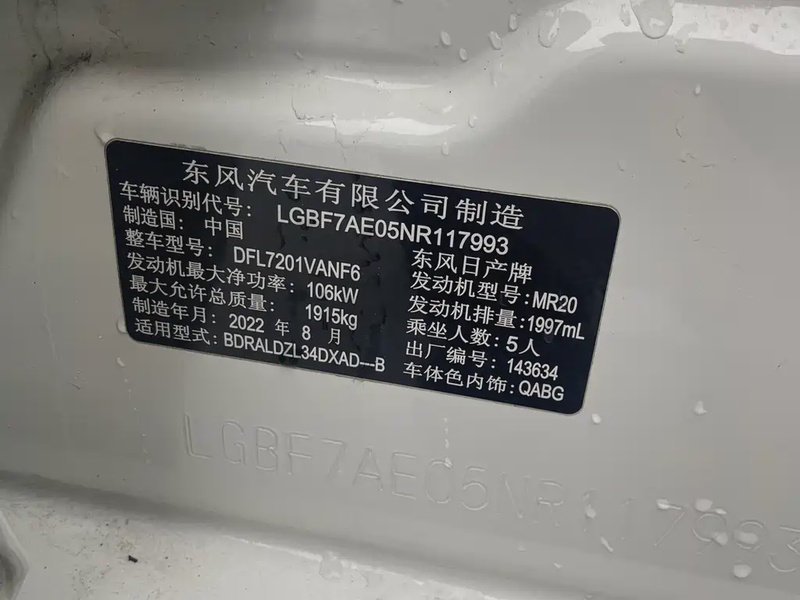 东风汽车有限公司制造
车辆识别代号: LGBF7AE05NR117993
制造国: 中国 东风日产牌
整车型号: DFL7201VANF6 发动机型号: MR20
发动机最大净功率: 106kW 发动机排量: 1997mL
最大允许总质量: 1915kg 乘坐人数: 5人
制造年月: 2022 年 8 月 出厂编号: 143634
适用型式: BDRALDZL34DXAD---B 车体色内饰: QABG
LGBF7AE05NR117993